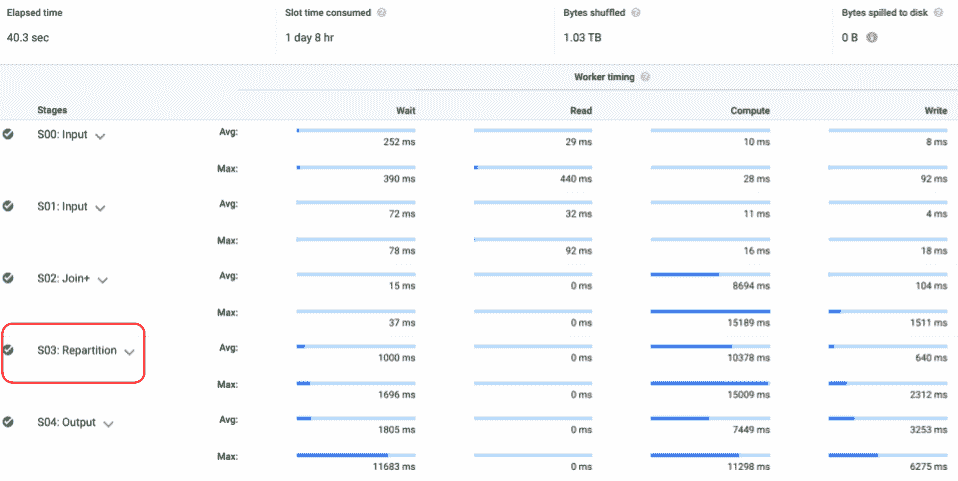 Elapsed time Slot time consumed Bytes shuffled Bytes spilled to disk
40.3 sec 1 day 8 hr 1.03 TB 0 B
Worker timing
Stages Wait Read Compute Write
S00: Input Avg:
252 ms 29 ms 10 ms 8 ms
Max:
390 ms 440 ms 28 ms 92 ms
S01: Input Avg:
72 ms 32 ms 11 ms 4 ms
Max:
78 ms 92 ms 16 ms 18 ms
S02: Join+ Avg:
15 ms 0 ms 8694 ms 104 ms
Max:
37 ms 0 ms 15189 ms 1511 ms
S03: Repartition Avg:
1000 ms 0 ms 10378 ms 640 ms
Max:
1696 ms 0 ms 15009 ms 2312 ms
S04: Output Avg:
1805 ms 0 ms 7449 ms 3253 ms
Max:
11683 ms 0 ms 11298 ms 6275 ms